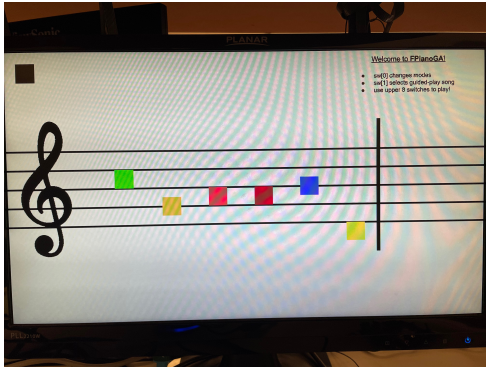 PLANAR
Welcome to FPianoGA!
sw[0] changes modes
sw[1] selects guided-play song
use upper 8 switches to play!